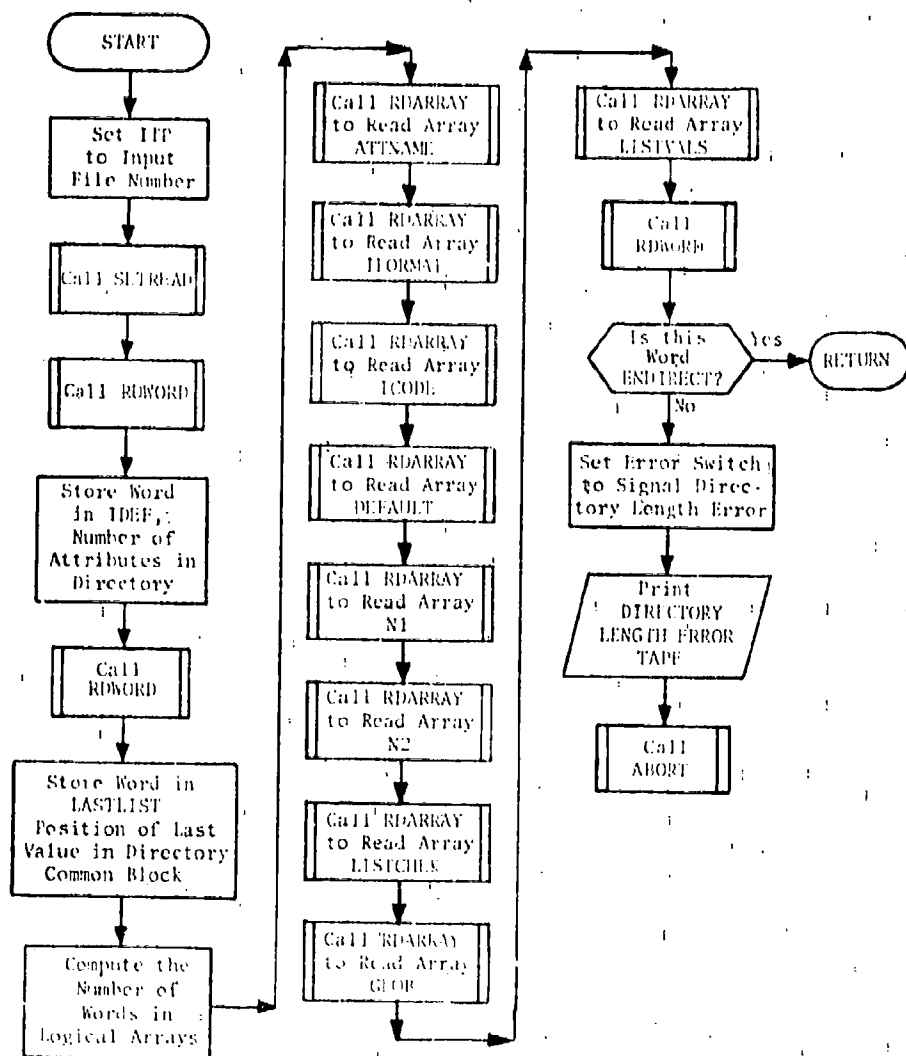 START
Set ITP
to Input
File Number
Call SETREAD
Call RDWORD
Store Word
in IDEF,
Number of
Attributes in
Directory
Call
RDWORD
Store Word in
LASTLIST
Position of Last
Value in Directory
Common Block
Compute the
Number of
Words in
Logical Arrays
Call RDARRAY
to Read Array
ATTNAME
Call RDARRAY
to Read Array
IFORMAT
Call RDARRAY
to Read Array
ICODE
Call RDARRAY
to Read Array
DEFAULT
Call RDARRAY
to Read Array
N1
Call RDARRAY
to Read Array
N2
Call RDARRAY
to Read Array
LISTCHEK
Call RDARRAY
to Read Array
Call RDARRAY
to Read Array
LISTVALS
Call
RDWORD
Is this
Word
ENDIRECT?
Yes
RETURN
No
Set Error Switch
to Signal Direc-
tory Length Error
Print
DIRECTORY
LENGTH ERROR
TAPE
Call
ABORT